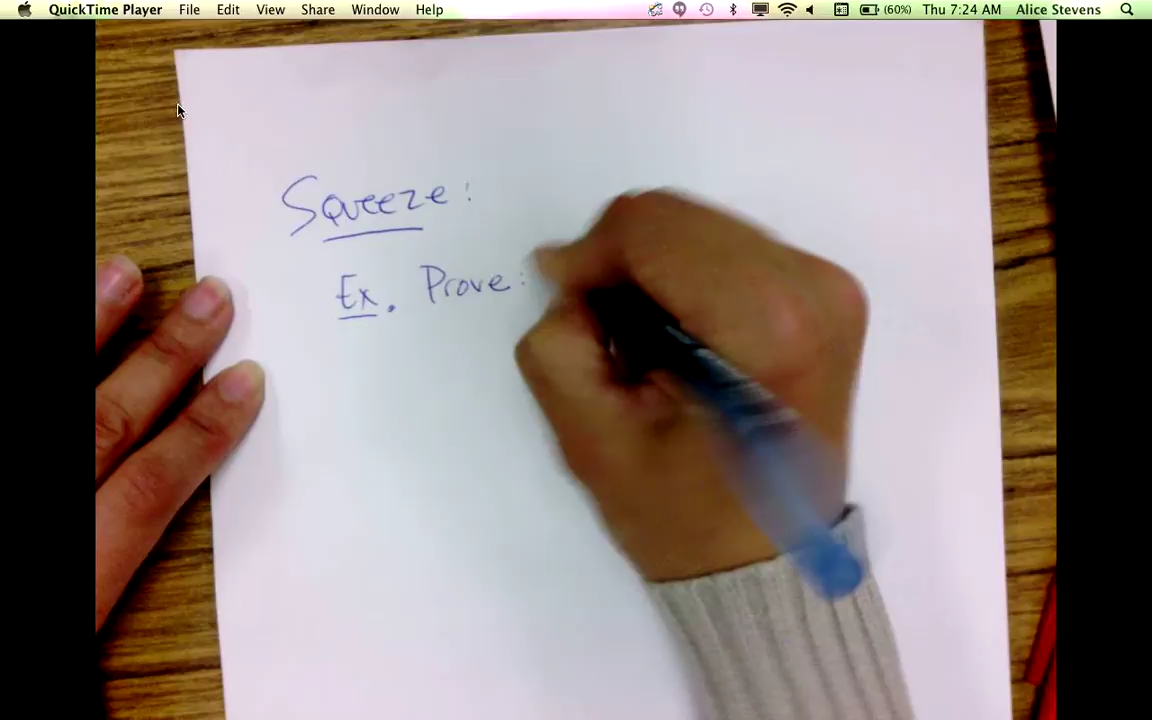 QuickTime Player File Edit View Share Window Help (60%) Thu 7:24 AM Alice Stevens
Squeeze:
Ex. Prove: